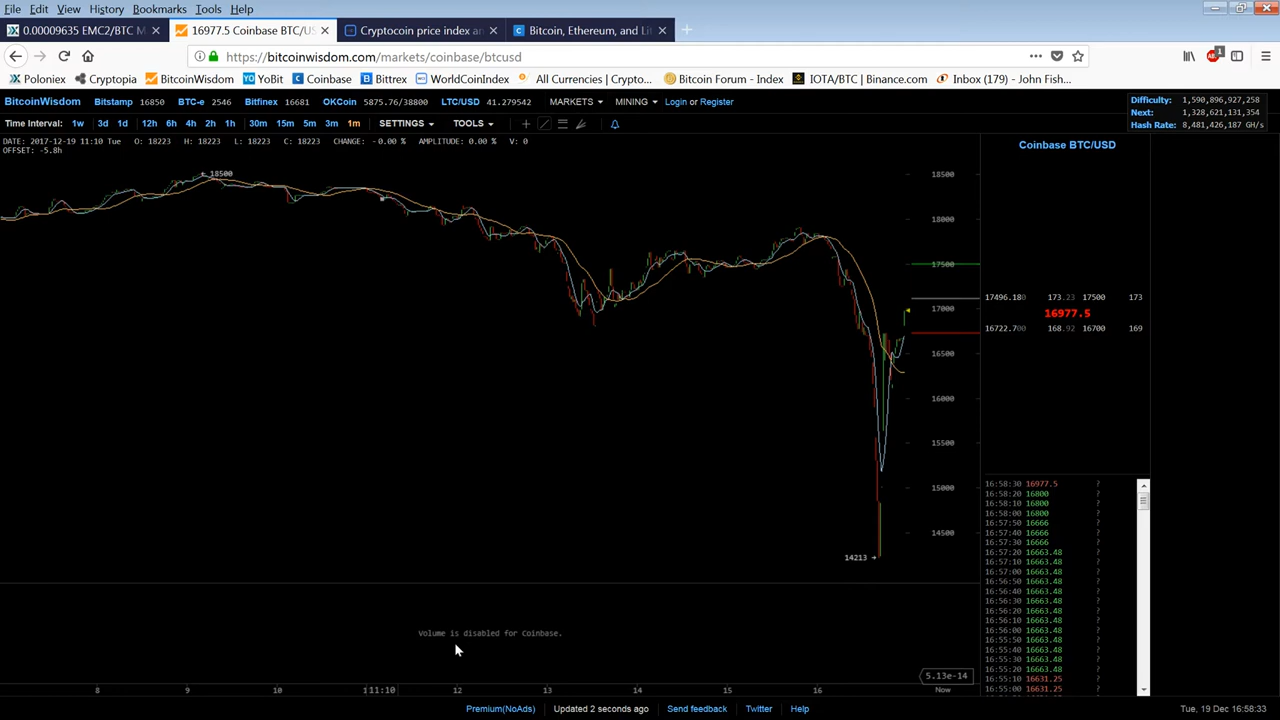 File Edit View History Bookmarks Tools Help
0.00009635 EMC2/BTC M
16977.5 Coinbase BTC/US
Cryptocoin price index an
Bitcoin, Ethereum, and Lit
https://bitcoinwisdom.com/markets/coinbase/btcusd
Poloniex Cryptopia BitcoinWisdom YoBit Coinbase Bittrex WorldCoinIndex All Currencies | Crypto... Bitcoin Forum - Index IOTA/BTC | Binance.com Inbox (179) - John Fish...
BitcoinWisdom Bitstamp 16850 BTC-e 2546 Bitfinex 16681 OKCoin 5875.76/38800 LTC/USD 41.279542 MARKETS MINING Login or Register
Difficulty: 1,590,896,927,258
Next: 1,328,621,131,354
Hash Rate: 8,481,426,187 GH/s
Time Interval: 1w 3d 1d 12h 6h 4h 2h 1h 30m 15m 5m 3m 1m SETTINGS TOOLS
DATE: 2017-12-19 11:10 Tue O: 18223 H: 18223 L: 18223 C: 18223 CHANGE: -0.00 % AMPLITUDE: 0.00 % V: 0
OFFSET: -5.8h
Coinbase BTC/USD
18500
18500
18000
17500
17000
16500
16000
15500
15000
14500
14213
17496.180 173.23 17500 173
16977.5
16722.700 168.92 16700 169
16:58:30 16977.5 ?
16:58:20 16800 ?
16:58:10 16800 ?
16:58:00 16800 ?
16:57:50 16666 ?
16:57:40 16666 ?
16:57:30 16666 ?
16:57:20 16663.48 ?
16:57:10 16663.48 ?
16:57:00 16663.48 ?
16:56:50 16663.48 ?
16:56:40 16663.48 ?
16:56:30 16663.48 ?
16:56:20 16663.48 ?
16:56:10 16663.48 ?
16:56:00 16663.48 ?
16:55:50 16663.48 ?
16:55:40 16663.48 ?
16:55:30 16663.48 ?
16:55:20 16663.48 ?
16:55:10 16631.25 ?
16:55:00 16631.25 ?
Volume is disabled for Coinbase.
5.13e-14
8 9 10 11:10 12 13 14 15 16 Now
Premium(NoAds) Updated 2 seconds ago Send feedback Twitter Help
Tue, 19 Dec 16:58:33